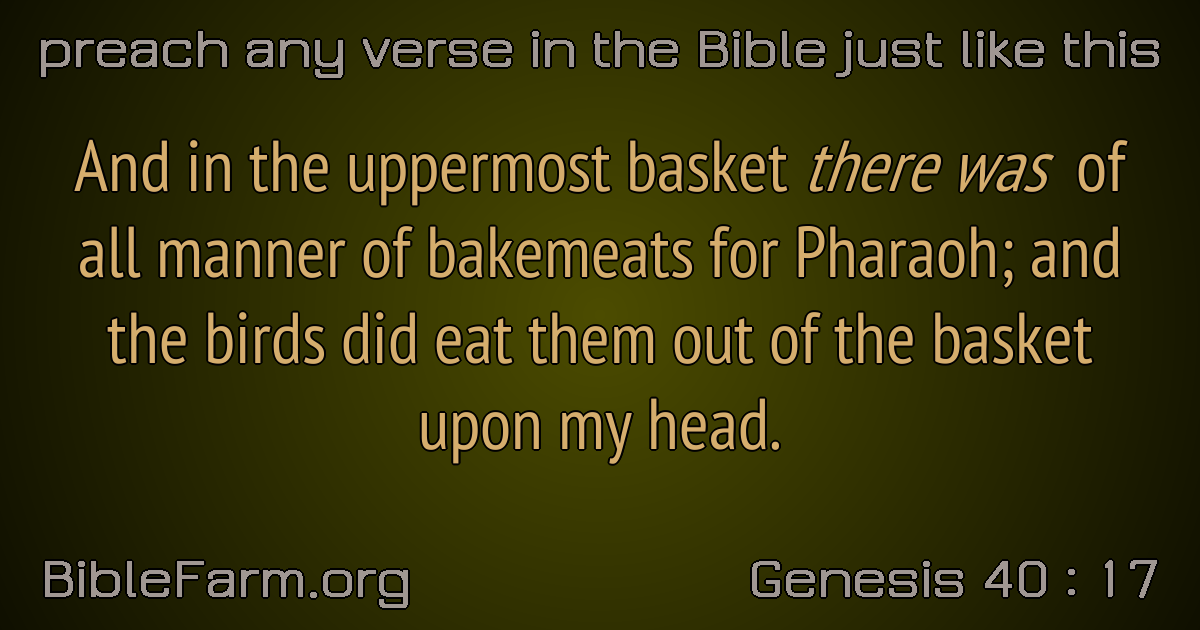 preach any verse in the Bible just like this
And in the uppermost basket there was of
all manner of bakemeats for Pharaoh; and
the birds did eat them out of the basket
upon my head.
BibleFarm.org
Genesis 40 : 17